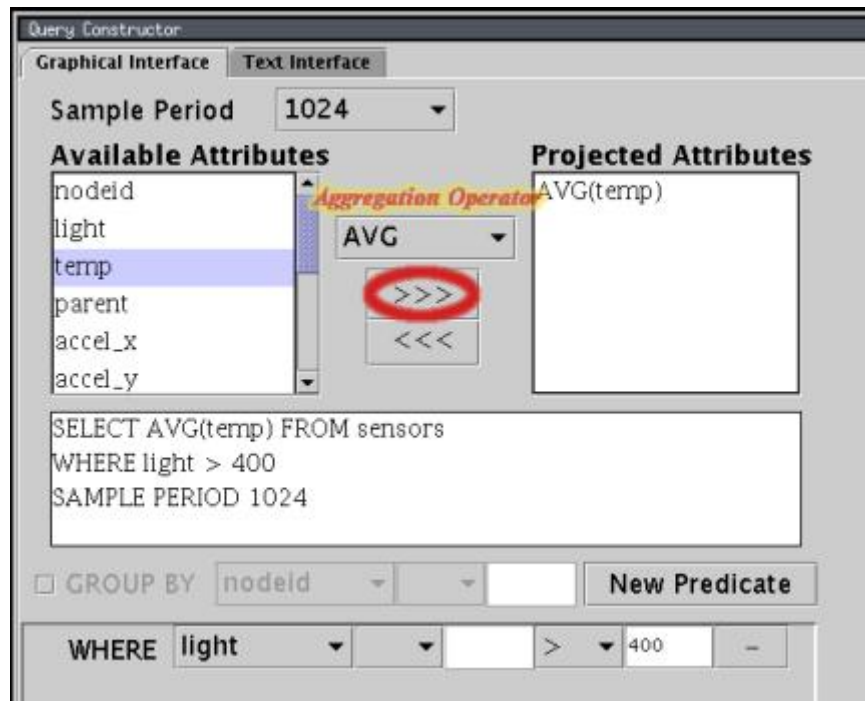 Query Constructor
Graphical Interface Text Interface
Sample Period 1024
Available Attributes Projected Attributes
nodeid
light
temp
parent
accel_x
accel_y
Aggregation Operator
AVG
>>>
<<<
AVG(temp)
SELECT AVG(temp) FROM sensors
WHERE light > 400
SAMPLE PERIOD 1024
GROUP BY nodeid New Predicate
WHERE light > 400 -